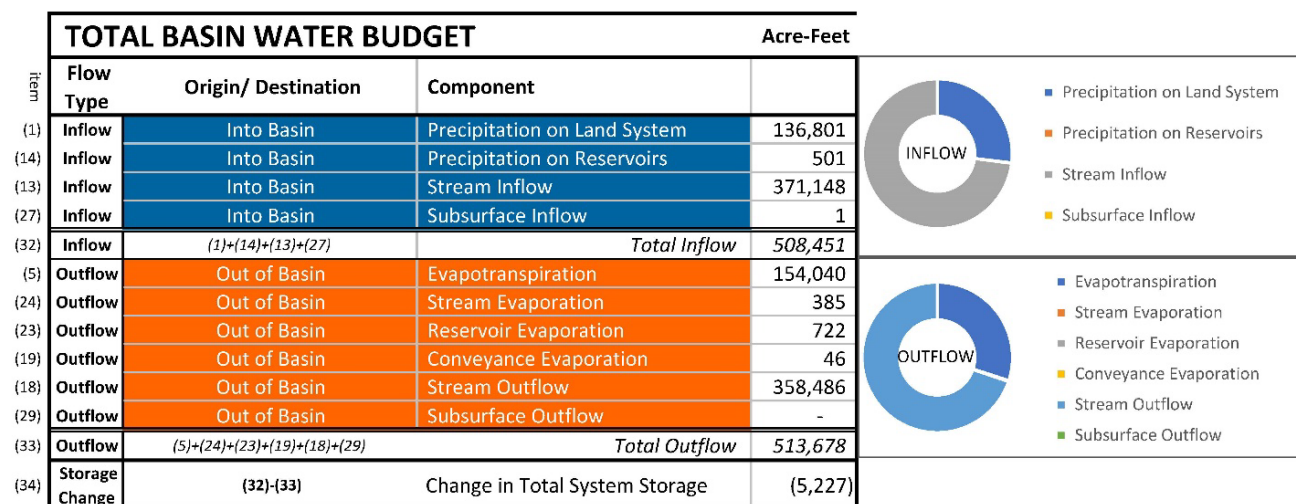 TOTAL BASIN WATER BUDGET Acre-Feet
item Flow Type Origin/ Destination Component
(1) Inflow Into Basin Precipitation on Land System 136,801
(14) Inflow Into Basin Precipitation on Reservoirs 501
(13) Inflow Into Basin Stream Inflow 371,148
(27) Inflow Into Basin Subsurface Inflow 1
(32) Inflow (1)+(14)+(13)+(27) Total Inflow 508,451
(5) Outflow Out of Basin Evapotranspiration 154,040
(24) Outflow Out of Basin Stream Evaporation 385
(23) Outflow Out of Basin Reservoir Evaporation 722
(19) Outflow Out of Basin Conveyance Evaporation 46
(18) Outflow Out of Basin Stream Outflow 358,486
(29) Outflow Out of Basin Subsurface Outflow -
(33) Outflow (5)+(24)+(23)+(19)+(18)+(29) Total Outflow 513,678
(34) Storage Change (32)-(33) Change in Total System Storage (5,227)
INFLOW
Precipitation on Land System
Precipitation on Reservoirs
Stream Inflow
Subsurface Inflow
OUTFLOW
Evapotranspiration
Stream Evaporation
Reservoir Evaporation
Conveyance Evaporation
Stream Outflow
Subsurface Outflow